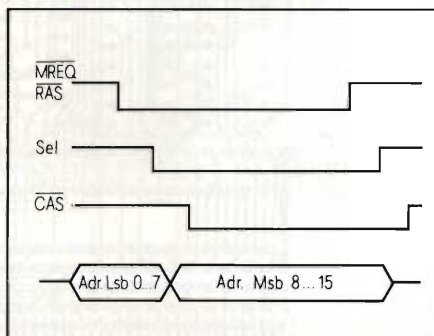 MREQ
RAS
Sel
CAS
Adr. Lsb 0...7 Adr. Msb 8...15